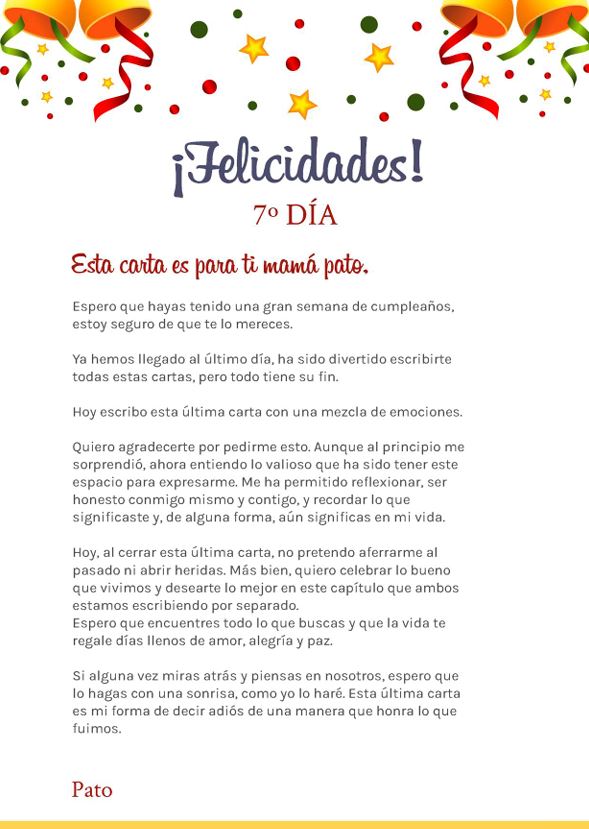 ¡Felicidades!
7º DÍA
Esta carta es para ti mamá pato.
Espero que hayas tenido una gran semana de cumpleaños,
estoy seguro de que te lo mereces.
Ya hemos llegado al último día, ha sido divertido escribirte
todas estas cartas, pero todo tiene su fin.
Hoy escribo esta última carta con una mezcla de emociones.
Quiero agradecerte por pedirme esto. Aunque al principio me
sorprendió, ahora entiendo lo valioso que ha sido tener este
espacio para expresarme. Me ha permitido reflexionar, ser
honesto conmigo mismo y contigo, y recordar lo que
significaste y, de alguna forma, aún significas en mi vida.
Hoy, al cerrar esta última carta, no pretendo aferrarme al
pasado ni abrir heridas. Más bien, quiero celebrar lo bueno
que vivimos y desearte lo mejor en este capítulo que ambos
estamos escribiendo por separado.
Espero que encuentres todo lo que buscas y que la vida te
regale días llenos de amor, alegría y paz.
Si alguna vez miras atrás y piensas en nosotros, espero que
lo hagas con una sonrisa, como yo lo haré. Esta última carta
es mi forma de decir adiós de una manera que honra lo que
fuimos.
Pato